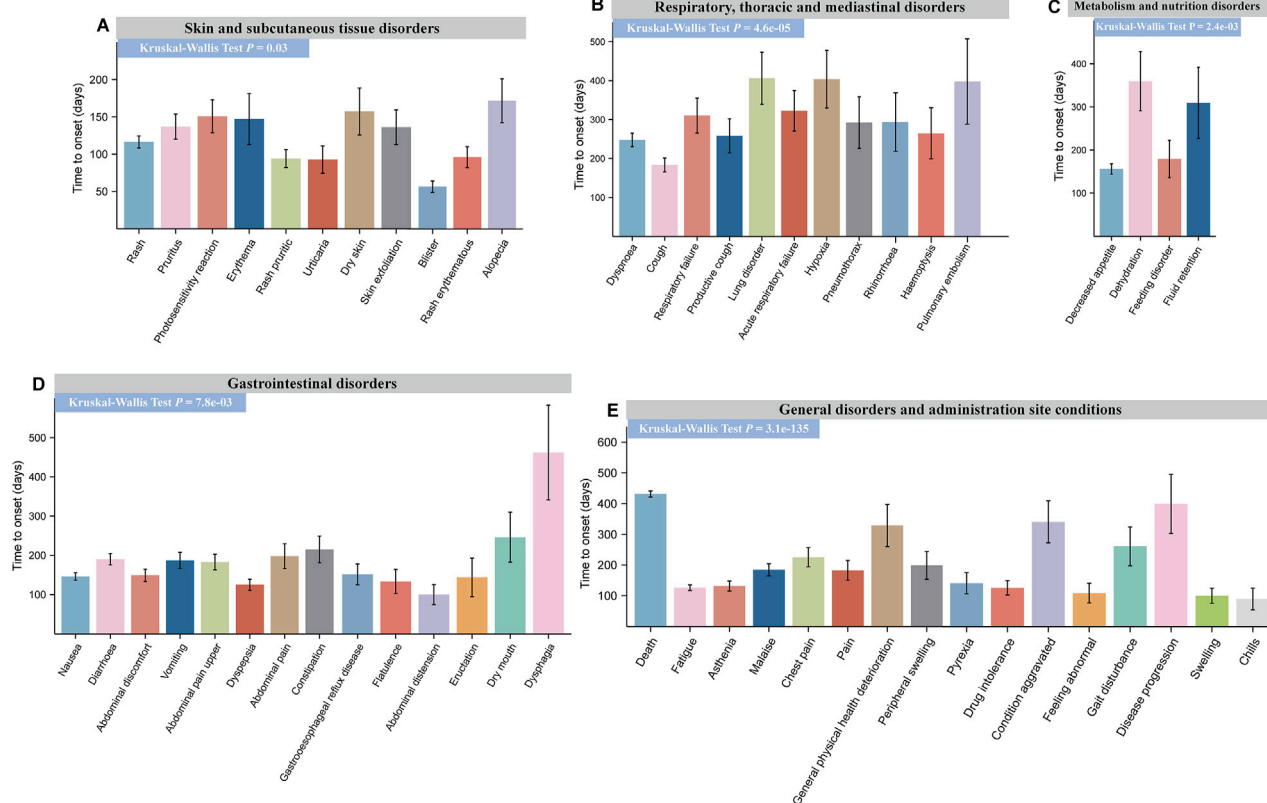 A
Skin and subcutaneous tissue disorders
Kruskal-Wallis Test P = 0.03
Time to onset (days)
200
150
100
50
Rash
Pruritus
Photosensitivity reaction
Erythema
Rash pruritic
Urticaria
Dry skin
Skin exfoliation
Blister
Rash erythematous
Alopecia
B
Respiratory, thoracic and mediastinal disorders
Kruskal-Wallis Test P = 4.6e-05
Time to onset (days)
500
400
300
200
100
Dyspnoea
Cough
Respiratory failure
Productive cough
Lung disorder
Acute respiratory failure
Hypoxia
Pneumothorax
Rhinorrhoea
Haemoptysis
Pulmonary embolism
C
Metabolism and nutrition disorders
Kruskal-Wallis Test P = 2.4e-03
Time to onset (days)
400
300
200
100
Decreased appetite
Dehydration
Feeding disorder
Fluid retention
D
Gastrointestinal disorders
Kruskal-Wallis Test P = 7.8e-03
Time to onset (days)
500
400
300
200
100
Nausea
Diarrhoea
Abdominal discomfort
Vomiting
Abdominal pain upper
Dyspepsia
Abdominal pain
Constipation
Gastrooesophageal reflux disease
Flatulence
Abdominal distension
Eructation
Dry mouth
Dysphagia
E
General disorders and administration site conditions
Kruskal-Wallis Test P = 3.1e-135
Time to onset (days)
600
500
400
300
200
100
Death
Fatigue
Asthenia
Malaise
Chest pain
Pain
General physical health deterioration
Peripheral swelling
Pyrexia
Drug intolerance
Condition aggravated
Feeling abnormal
Gait disturbance
Disease progression
Swelling
Chills